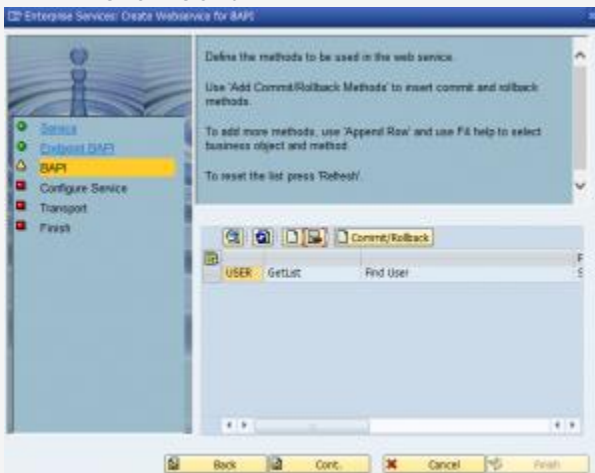 Enterprise Services: Create Webservice for BAPI
Define the methods to be used in the web service.
Use 'Add Commit/Rollback Methods' to insert commit and rollback
methods.
To add more methods, use 'Append Row' and use F4 help to select
business object and method.
To reset the list press 'Refresh'.
Service
Endpoint BAPI
BAPI
Configure Service
Transport
Finish
Commit/Rollback
F
USER GetList Find User S
Back Cont. Cancel Finish